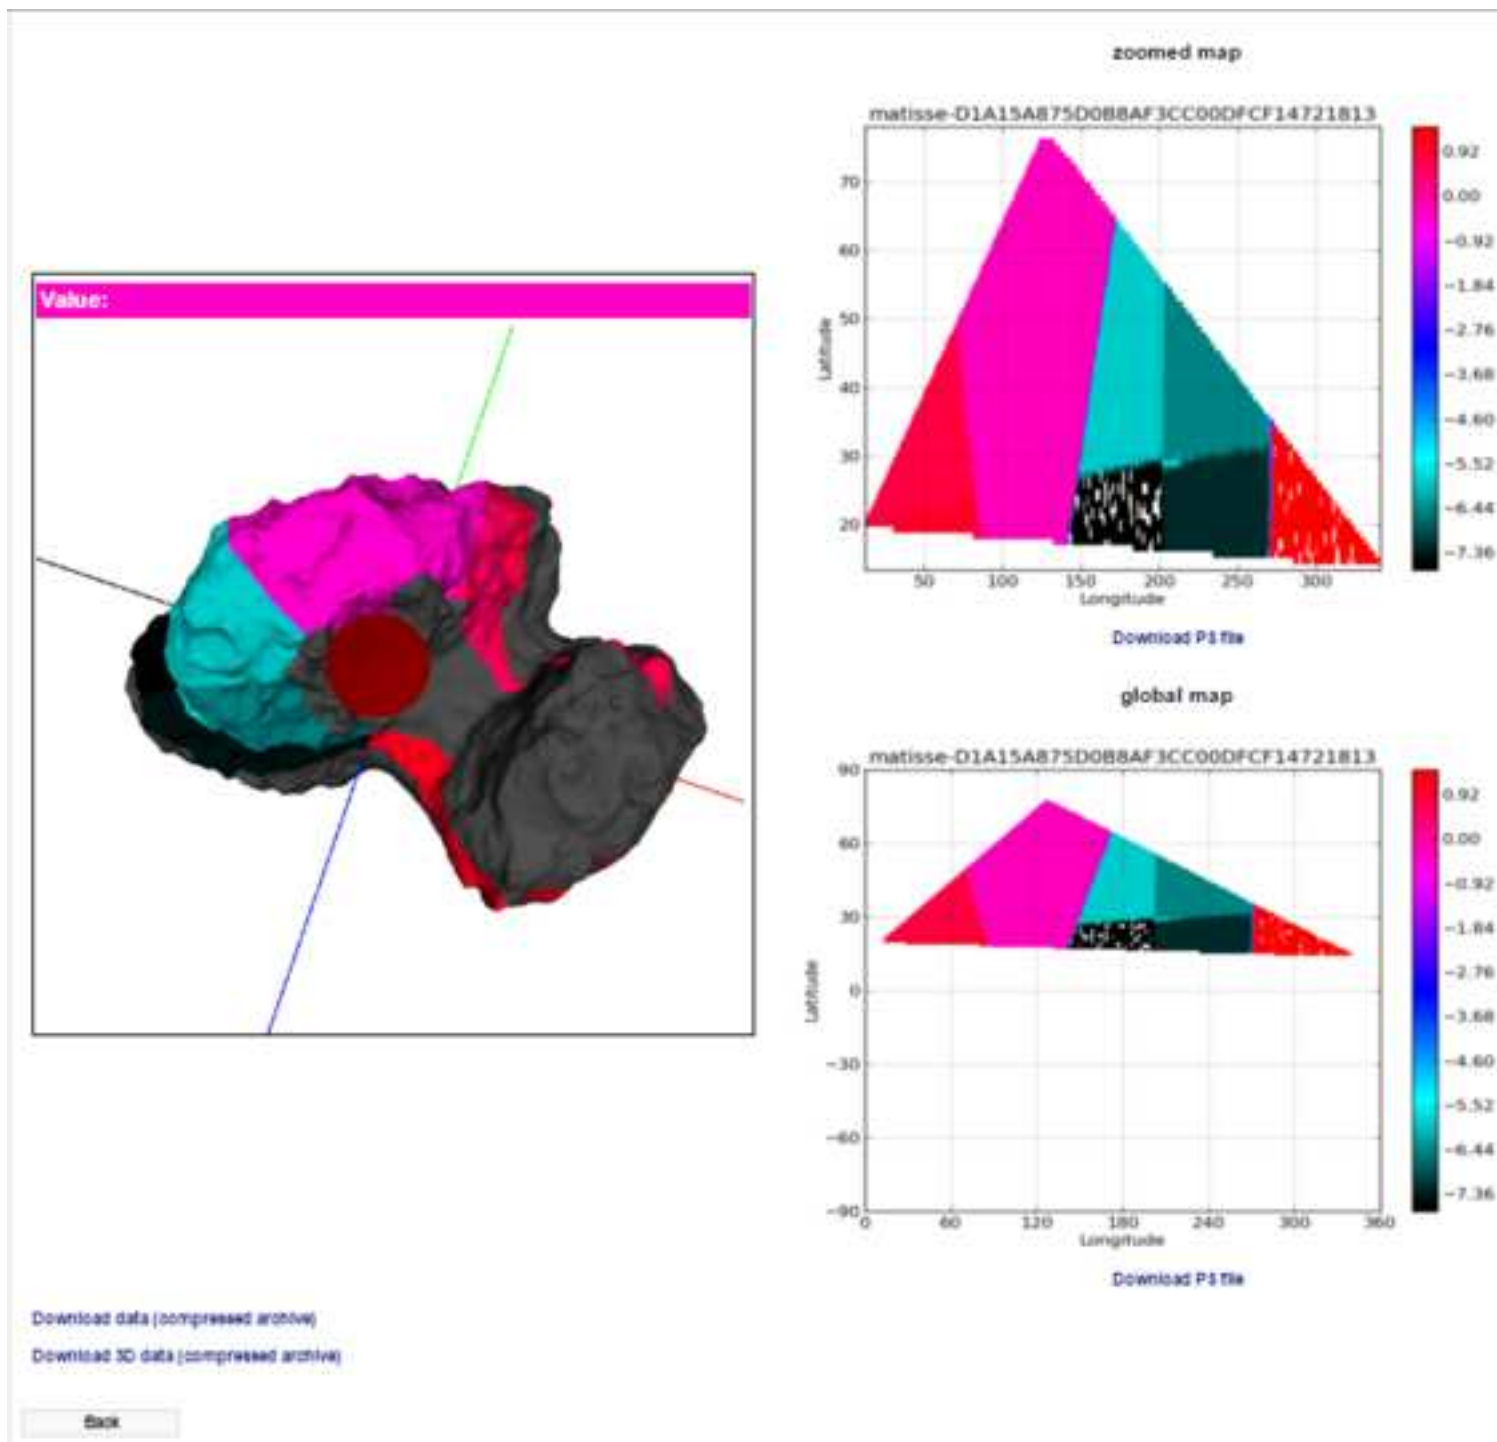 zoomed map
matisse-D1A15A875D0B8AF3CC00DFCF14721813
Value:
70
60
50
40
30
20
Latitude
50 100 150 200 250 300
Longitude
0.92
0.00
−0.92
−1.84
−2.76
−3.68
−4.60
−5.52
−6.44
−7.36
Download PS file
global map
matisse-D1A15A875D0B8AF3CC00DFCF14721813
90
60
30
0
−30
−60
−90
Latitude
0 60 120 180 240 300 360
Longitude
0.92
0.00
−0.92
−1.84
−2.76
−3.68
−4.60
−5.52
−6.44
−7.36
Download PS file
Download data (compressed archive)
Download 3D data (compressed archive)
Back